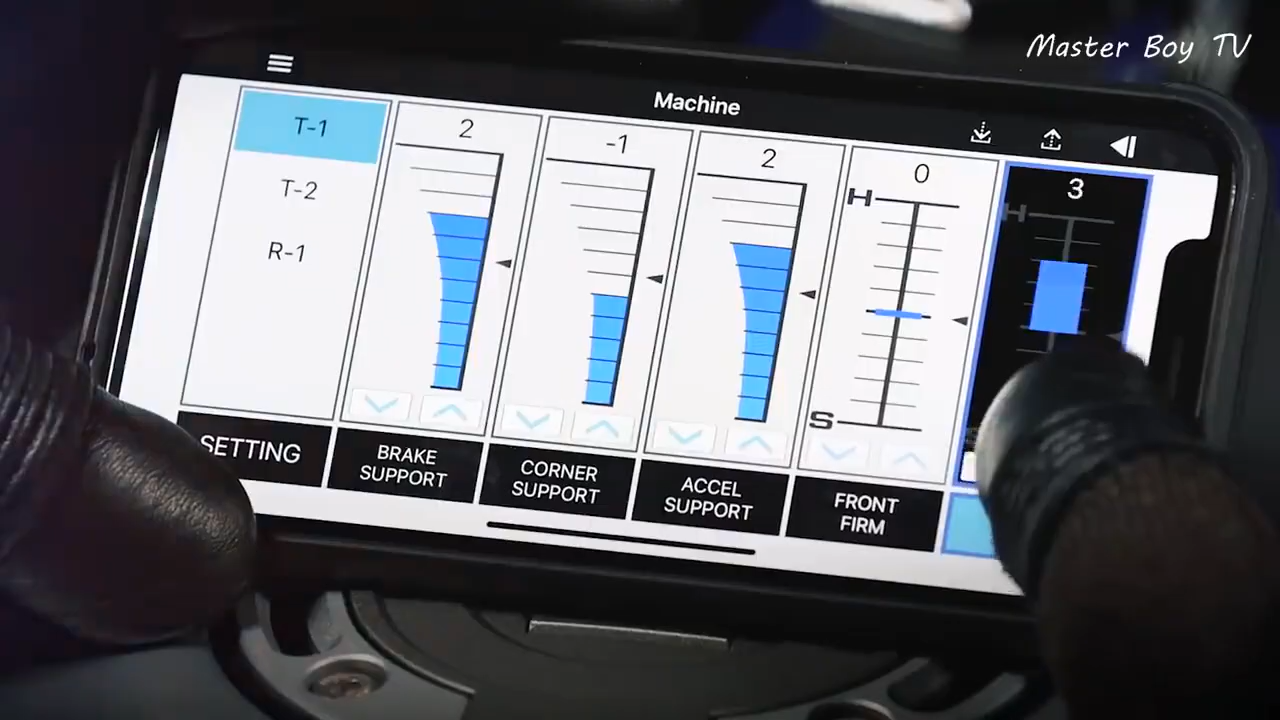 Master Boy TV
Machine
T-1
T-2
R-1
SETTING
2
BRAKE
SUPPORT
-1
CORNER
SUPPORT
2
ACCEL
SUPPORT
0
H
S
FRONT
FIRM
3
H